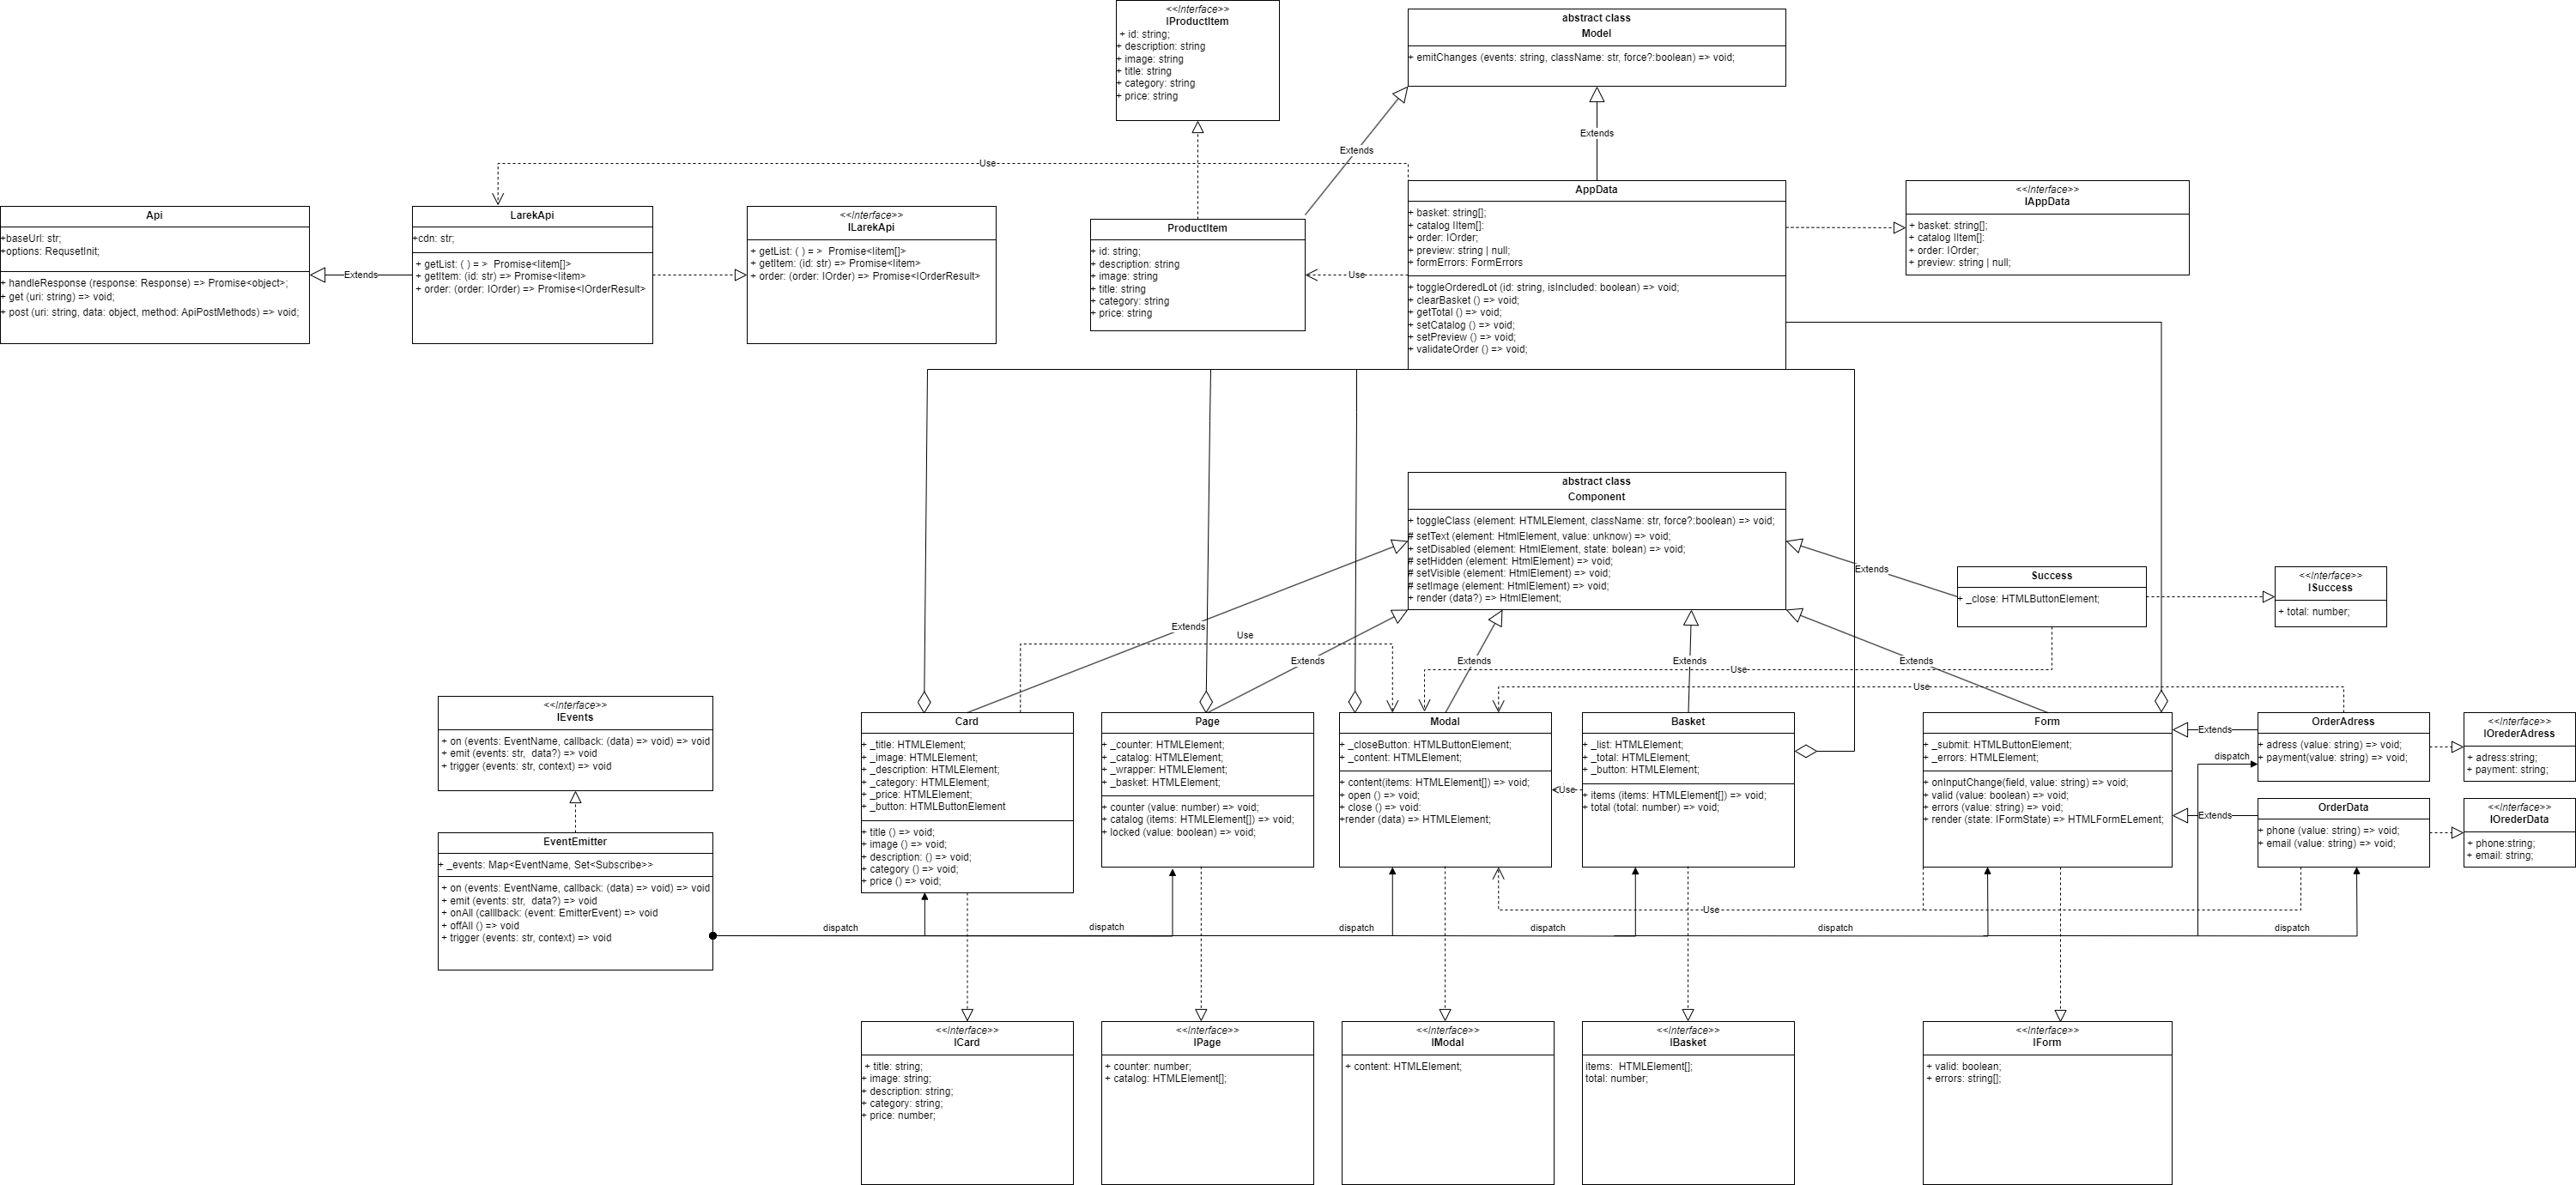 <<Interface>>
IProductItem
+ id: string;
+ description: string
+ image: string
+ title: string
+ category: string
+ price: string
abstract class
Model
+ emitChanges (events: string, className: str, force?:boolean) => void;
Extends
Extends
Use
Api
+baseUrl: str;
+options: RequsetInit;
+ handleResponse (response: Response) => Promise<object>;
+ get (uri: string) => void;
+ post (uri: string, data: object, method: ApiPostMethods) => void;
Extends
LarekApi
+cdn: str;
+ getList: ( ) = >  Promise<Iitem[]>
+ getItem: (id: str) => Promise<Iitem>
+ order: (order: IOrder) => Promise<IOrderResult>
<<Interface>>
ILarekApi
+ getList: ( ) = >  Promise<Iitem[]>
+ getItem: (id: str) => Promise<Iitem>
+ order: (order: IOrder) => Promise<IOrderResult>
ProductItem
+ id: string;
+ description: string
+ image: string
+ title: string
+ category: string
+ price: string
Use
AppData
+ basket: string[];
+ catalog IItem[]:
+ order: IOrder;
+ preview: string | null;
+ formErrors: FormErrors
+ toggleOrderedLot (id: string, isIncluded: boolean) => void;
+ clearBasket () => void;
+ getTotal () => void;
+ setCatalog () => void;
+ setPreview () => void;
+ validateOrder () => void;
<<Interface>>
IAppData
+ basket: string[];
+ catalog IItem[]:
+ order: IOrder;
+ preview: string | null;
abstract class
Component
+ toggleClass (element: HTMLElement, className: str, force?:boolean) => void;
# setText (element: HtmlElement, value: unknow) => void;
+ setDisabled (element: HtmlElement, state: bolean) => void;
# setHidden (element: HtmlElement) => void;
# setVisible (element: HtmlElement) => void;
# setImage (element: HtmlElement) => void;
+ render (data?) => HtmlElement;
Extends
Success
+ _close: HTMLButtonElement;
<<Interface>>
ISuccess
+ total: number;
Extends
Use
Extends
Extends
Extends
Use
Extends
Use
<<Interface>>
IEvents
+ on (events: EventName, callback: (data) => void) => void
+ emit (events: str,  data?) => void
+ trigger (events: str, context) => void
EventEmitter
+ _events: Map<EventName, Set<Subscribe>>
+ on (events: EventName, callback: (data) => void) => void
+ emit (events: str,  data?) => void
+ onAll (calllback: (event: EmitterEvent) => void
+ offAll () => void
+ trigger (events: str, context) => void
Card
+ _title: HTMLElement;
+ _image: HTMLElement;
+ _description: HTMLElement;
+ _category: HTMLElement;
+ _price: HTMLElement;
+ _button: HTMLButtonElement
+ title () => void;
+ image () => void;
+ description: () => void;
+ category () => void;
+ price () => void;
Page
+ _counter: HTMLElement;
+ _catalog: HTMLElement;
+ _wrapper: HTMLElement;
+ _basket: HTMLElement;
+ counter (value: number) => void;
+ catalog (items: HTMLElement[]) => void;
+ locked (value: boolean) => void;
Modal
+ _closeButton: HTMLButtonElement;
+ _content: HTMLElement;
+ content(items: HTMLElement[]) => void;
+ open () => void;
+ close () => void:
+render (data) => HTMLElement;
Use
Basket
+ _list: HTMLElement;
+ _total: HTMLElement;
+ _button: HTMLElement;
+ items (items: HTMLElement[]) => void;
+ total (total: number) => void;
Form
+ _submit: HTMLButtonElement;
+ _errors: HTMLElement;
+ onInputChange(field, value: string) => void;
+ valid (value: boolean) => void;
+ errors (value: string) => void;
+ render (state: IFormState) => HTMLFormELement;
Extends
dispatch
Extends
OrderAdress
+ adress (value: string) => void;
+ payment(value: string) => void;
<<Interface>>
IOrederAdress
+ adress:string;
+ payment: string;
OrderData
+ phone (value: string) => void;
+ email (value: string) => void;
<<Interface>>
IOrederData
+ phone:string;
+ email: string;
Use
dispatch
dispatch
dispatch
dispatch
dispatch
dispatch
<<Interface>>
ICard
+ title: string;
+ image: string;
+ description: string;
+ category: string;
+ price: number;
<<Interface>>
IPage
+ counter: number;
+ catalog: HTMLElement[];
<<Interface>>
IModal
+ content: HTMLElement;
<<Interface>>
IBasket
items:  HTMLElement[];
total: number;
<<Interface>>
IForm
+ valid: boolean;
+ errors: string[];